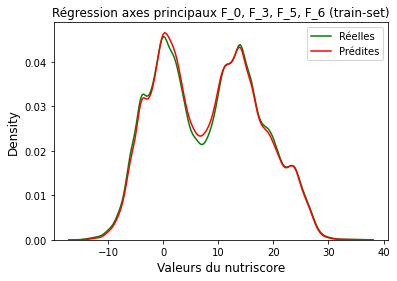 Régression axes principaux F_0, F_3, F_5, F_6 (train-set)
Réelles
Prédites
Density
0.04
0.03
0.02
0.01
0.00
−10 0 10 20 30 40
Valeurs du nutriscore